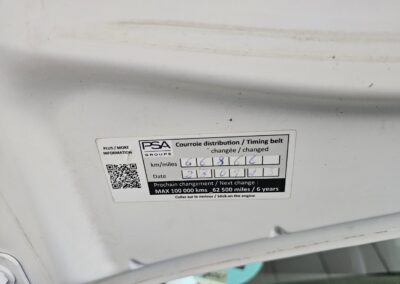 PLUS / MORE
INFORMATION
PSA
GROUPE
Courroie distribution / Timing belt
changée / changed
km/miles
Date
Prochain changement / Next change :
MAX 100 000 kms 62 500 miles / 6 years
Coller sur le moteur / Stick on the engine